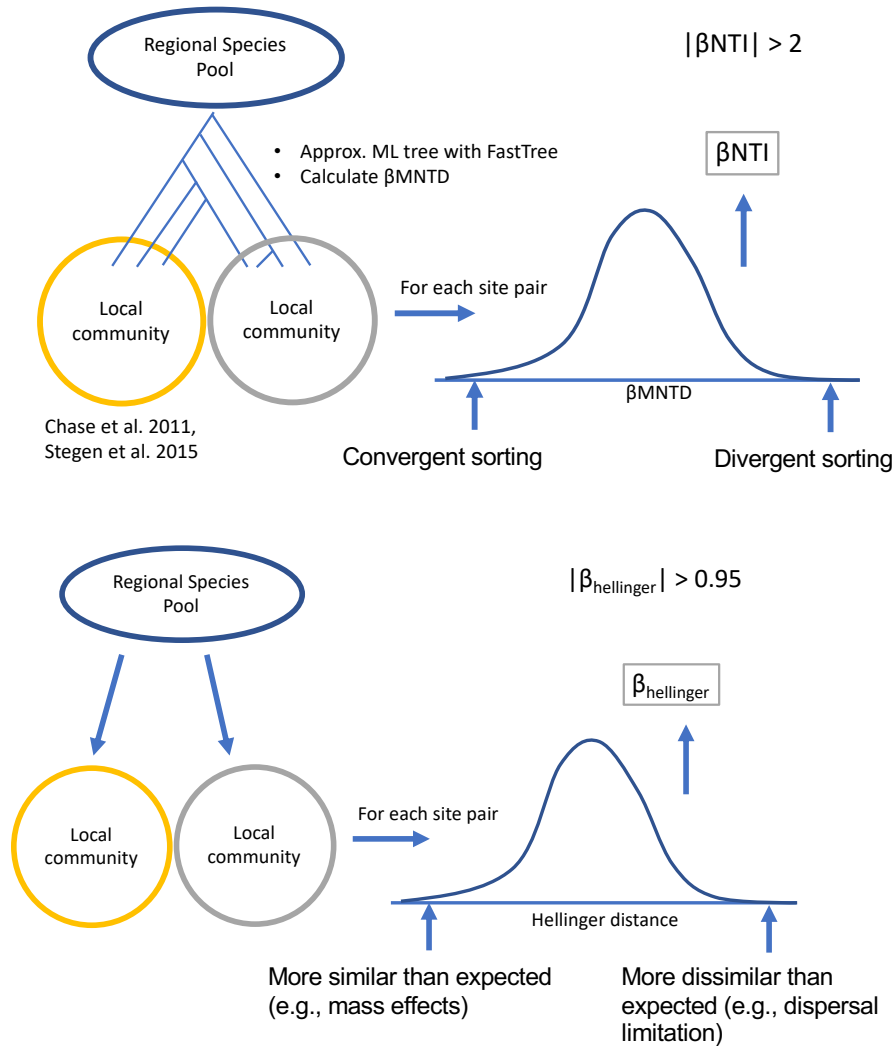 Regional Species
Pool
|βNTI| > 2
• Approx. ML tree with FastTree
• Calculate βMNTD
βNTI
Local
community
Local
community
For each site pair
βMNTD
Chase et al. 2011,
Stegen et al. 2015
Convergent sorting
Divergent sorting
Regional Species
Pool
|βhellinger| > 0.95
βhellinger
Local
community
Local
community
For each site pair
Hellinger distance
More similar than expected
(e.g., mass effects)
More dissimilar than
expected (e.g., dispersal
limitation)